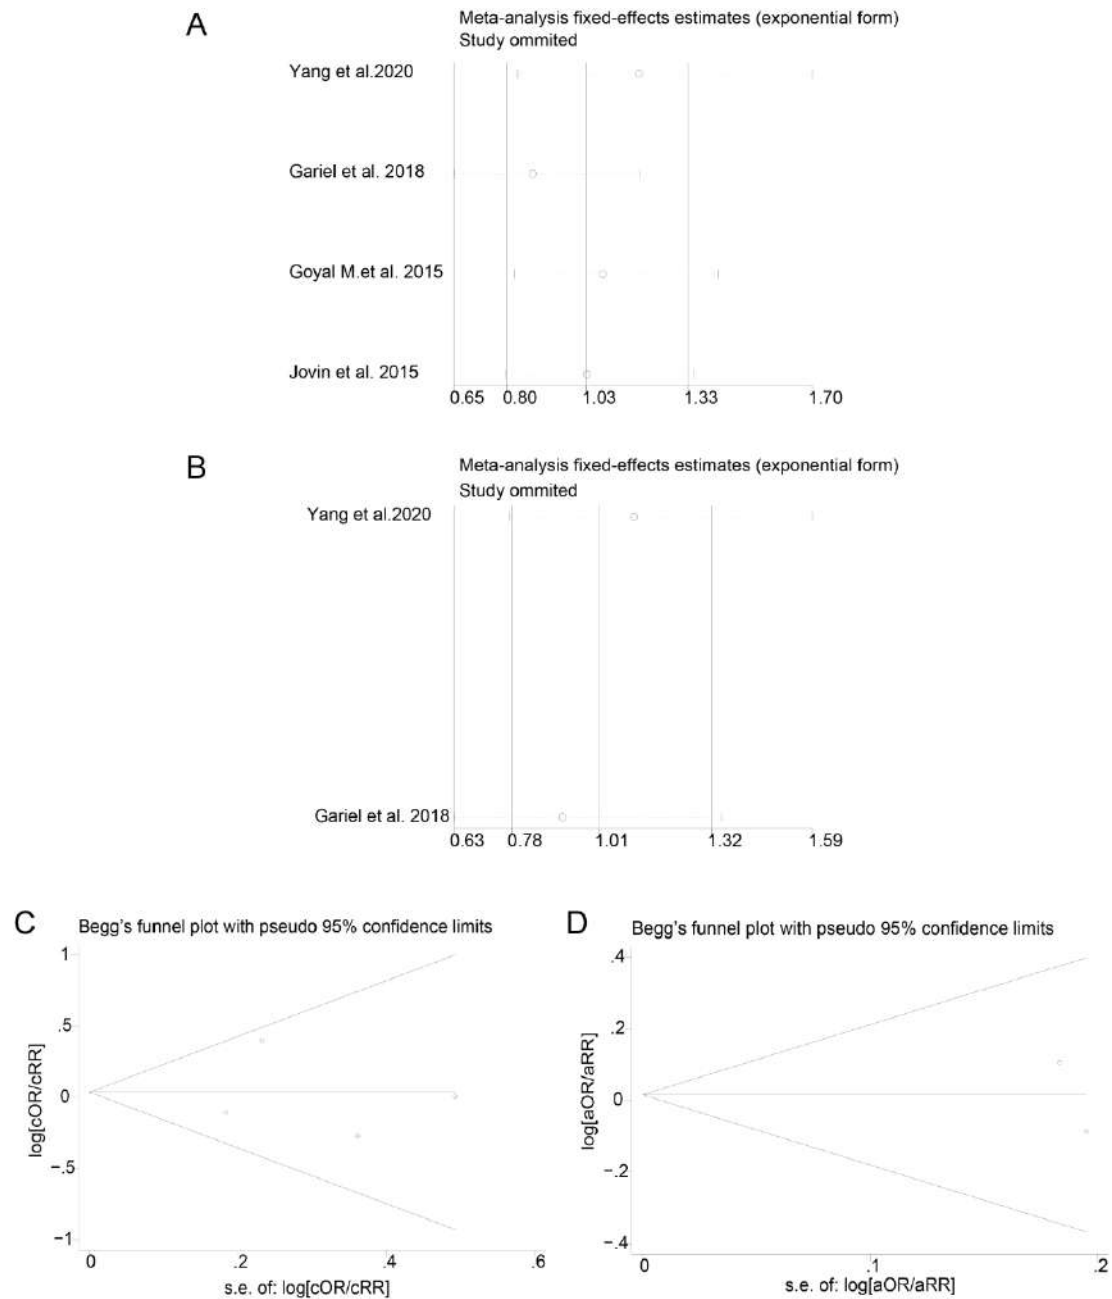 A
Meta-analysis fixed-effects estimates (exponential form)
Study ommited
Yang et al.2020
Gariel et al. 2018
Goyal M.et al. 2015
Jovin et al. 2015
0.65 0.80 1.03 1.33 1.70
B
Meta-analysis fixed-effects estimates (exponential form)
Study ommited
Yang et al.2020
Gariel et al. 2018
0.63 0.78 1.01 1.32 1.59
C
Begg's funnel plot with pseudo 95% confidence limits
log[cOR/cRR]
1
.5
0
-.5
-1
0 .2 .4 .6
s.e. of: log[cOR/cRR]
D
Begg's funnel plot with pseudo 95% confidence limits
log[aOR/aRR]
.4
.2
0
-.2
-.4
0 .1 .2
s.e. of: log[aOR/aRR]